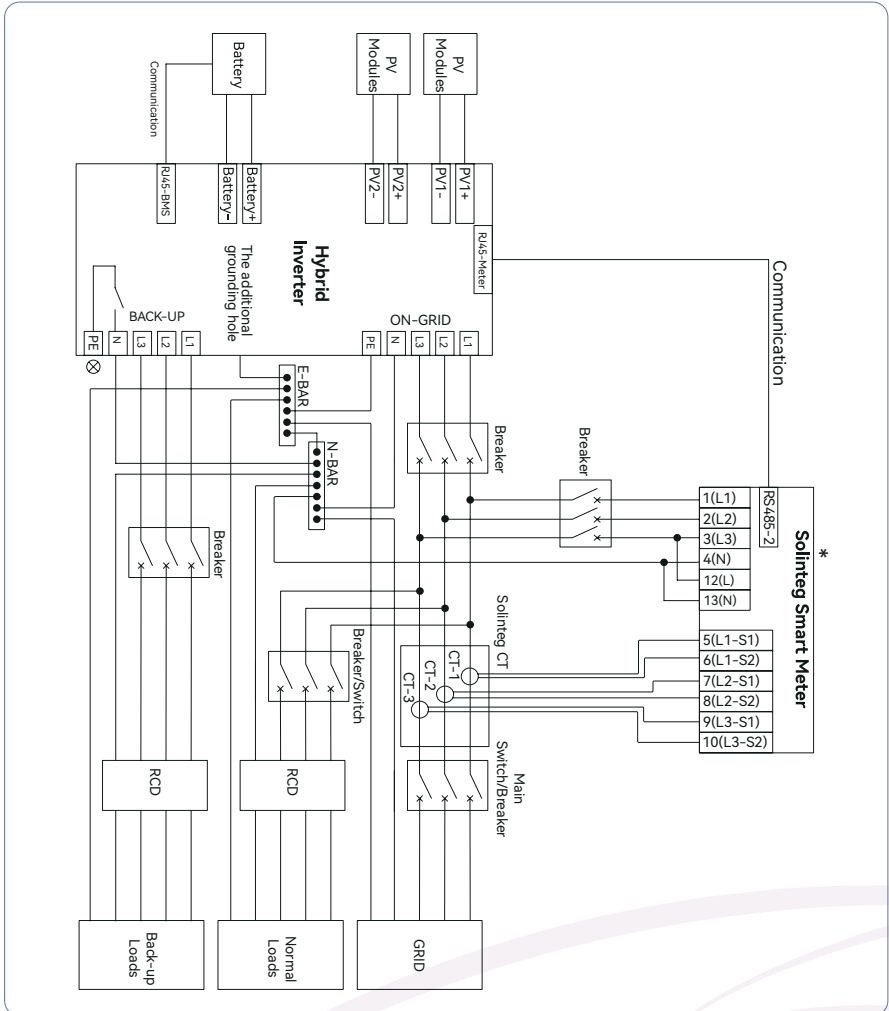 Battery
Communication
PV
Modules
PV
Modules
RJ45-BMS
Battery-
Battery+
PV2-
PV2+
PV1-
PV1+
RJ45-Meter
Hybrid
Inverter
The additional
grounding hole
BACK-UP
ON-GRID
PE
N
L3
L2
L1
PE
N
L3
L2
L1
Communication
E-BAR
N-BAR
Breaker
Breaker
Breaker
Breaker/Switch
*
Solinteg Smart Meter
RS485-2
1(L1)
2(L2)
3(L3)
4(N)
12(L)
13(N)
5(L1-S1)
6(L1-S2)
7(L2-S1)
8(L2-S2)
9(L3-S1)
10(L3-S2)
Solinteg CT
CT-1
CT-2
CT-3
Main
Switch/Breaker
RCD
RCD
Back-up
Loads
Normal
Loads
GRID